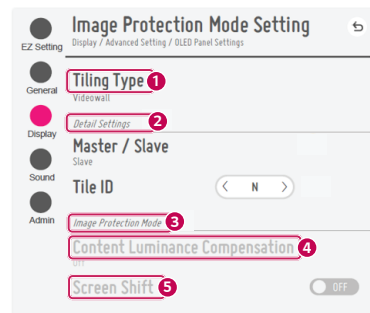 Image Protection Mode Setting
Display / Advanced Setting / OLED Panel Settings
EZ Setting
General
Display
Sound
Admin
Tiling Type 1
Videowall
Detail Settings 2
Master / Slave
Slave
Tile ID
< N >
Image Protection Mode 3
Content Luminance Compensation 4
Off
Screen Shift 5
OFF